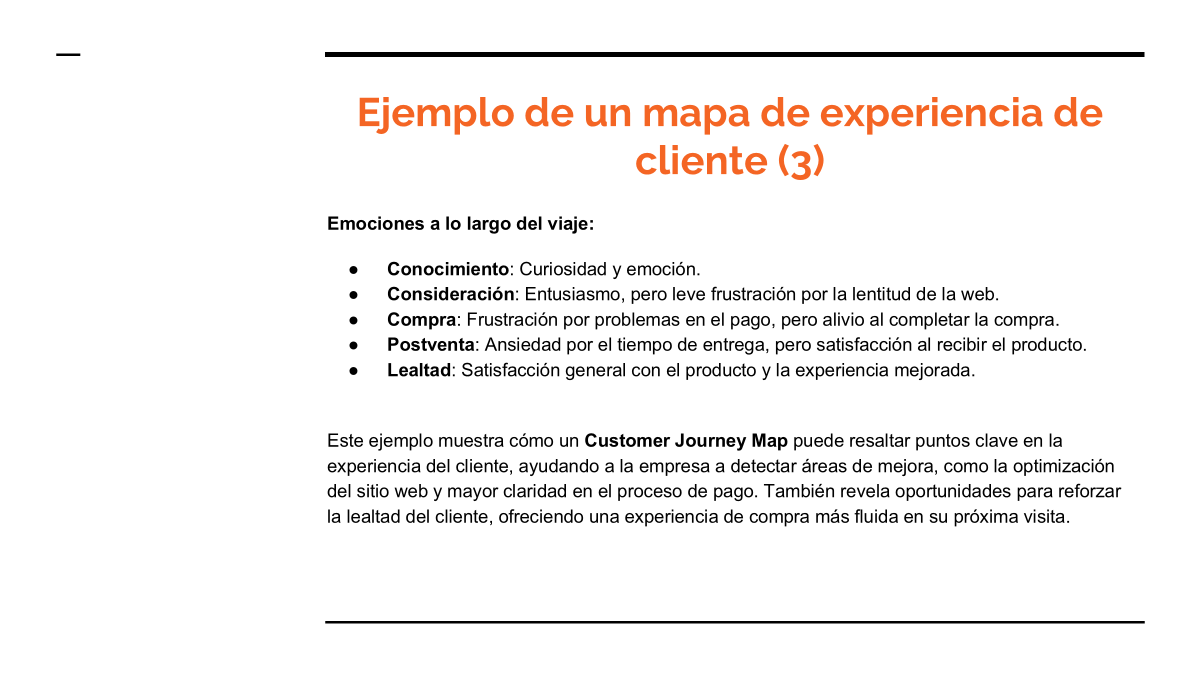 Ejemplo de un mapa de experiencia de
cliente (3)
Emociones a lo largo del viaje:
● Conocimiento: Curiosidad y emoción.
● Consideración: Entusiasmo, pero leve frustración por la lentitud de la web.
● Compra: Frustración por problemas en el pago, pero alivio al completar la compra.
● Postventa: Ansiedad por el tiempo de entrega, pero satisfacción al recibir el producto.
● Lealtad: Satisfacción general con el producto y la experiencia mejorada.
Este ejemplo muestra cómo un Customer Journey Map puede resaltar puntos clave en la
experiencia del cliente, ayudando a la empresa a detectar áreas de mejora, como la optimización
del sitio web y mayor claridad en el proceso de pago. También revela oportunidades para reforzar
la lealtad del cliente, ofreciendo una experiencia de compra más fluida en su próxima visita.